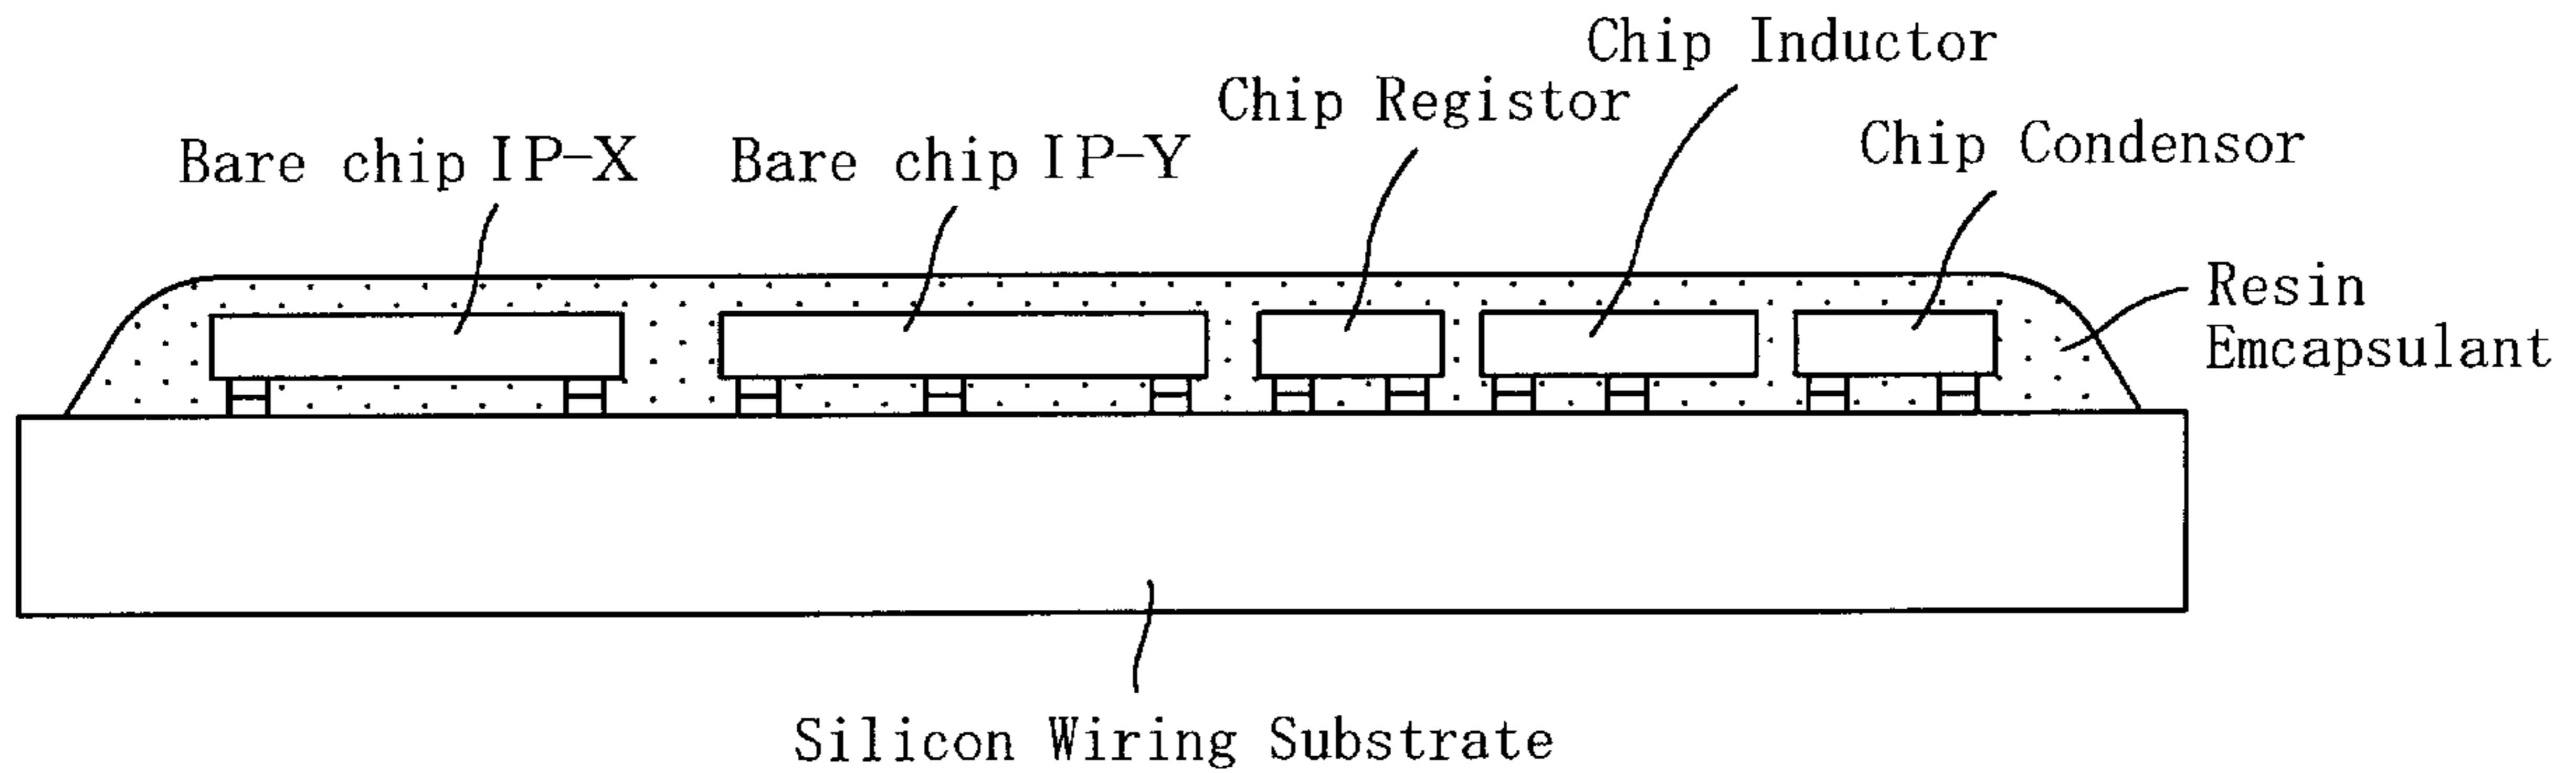 Chip Inductor
Chip Registor
Chip Condensor
Bare chip IP-X
Bare chip IP-Y
Resin
Emcapsulant
Silicon Wiring Substrate